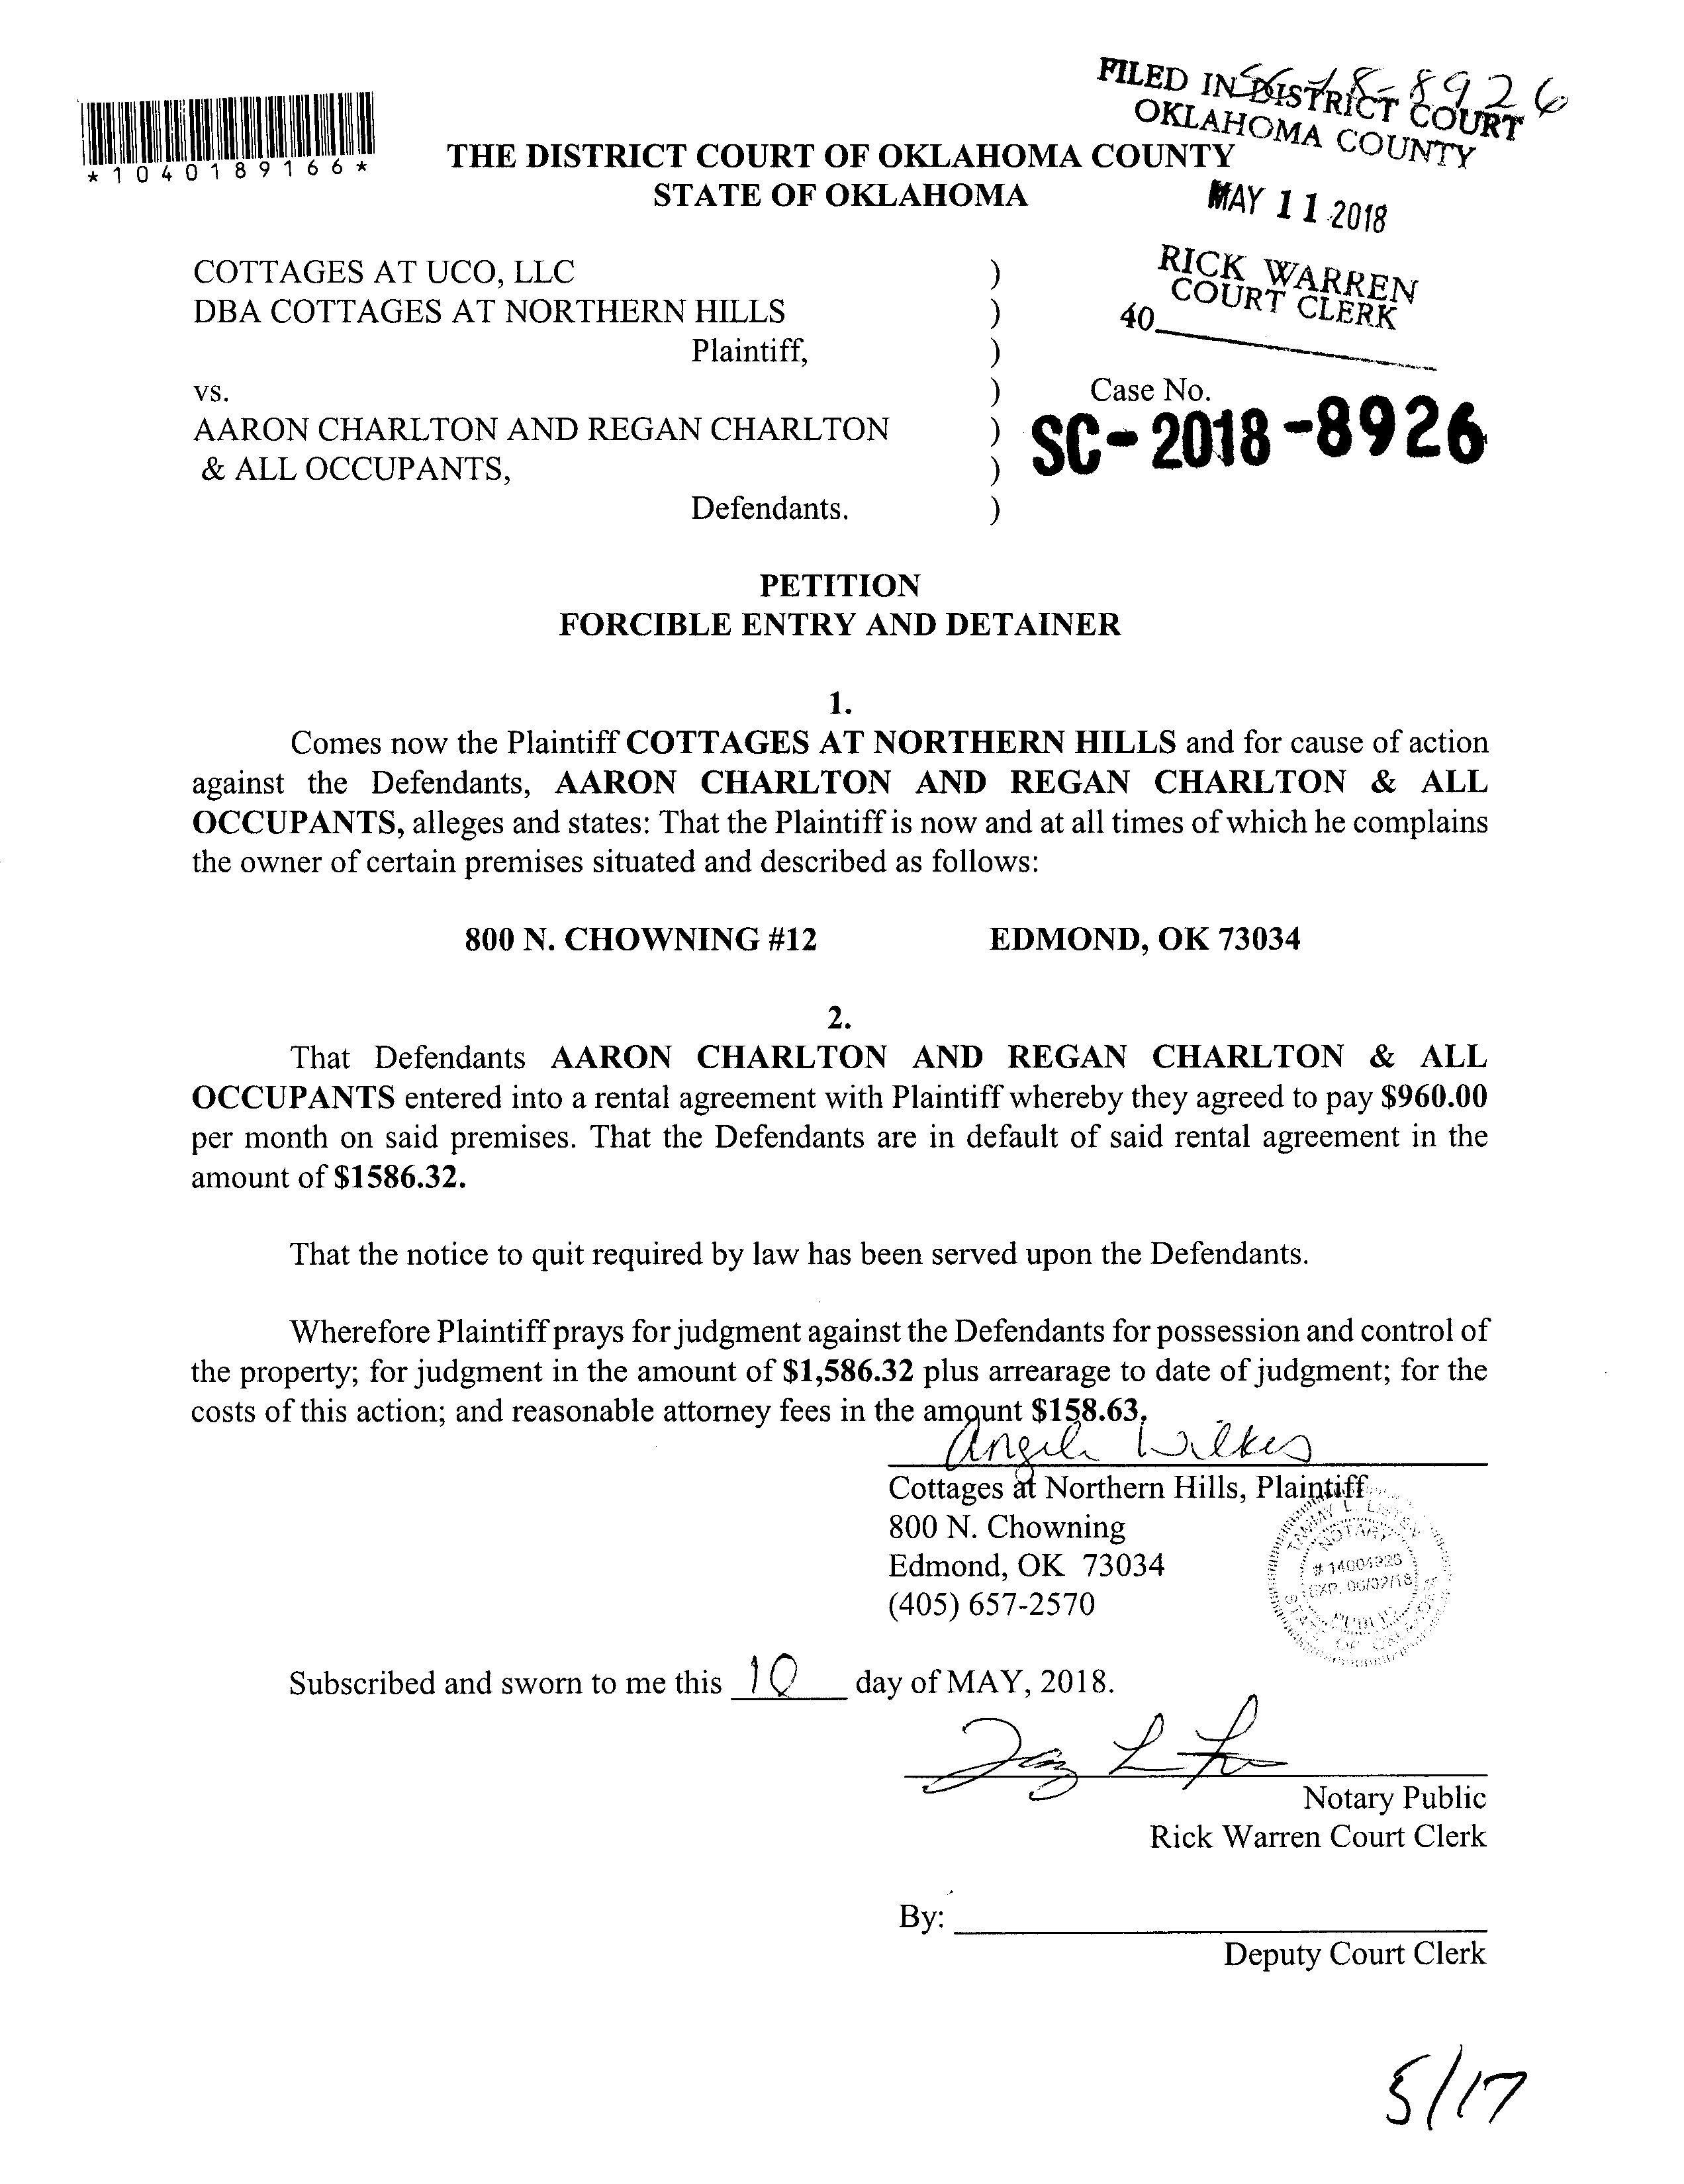 *1040189166*
SC-18-8926
FILED IN DISTRICT COURT
OKLAHOMA COUNTY
THE DISTRICT COURT OF OKLAHOMA COUNTY
STATE OF OKLAHOMA
MAY 11 2018
RICK WARREN
COURT CLERK
40
COTTAGES AT UCO, LLC )
DBA COTTAGES AT NORTHERN HILLS )
Plaintiff, )
vs. ) Case No.
AARON CHARLTON AND REGAN CHARLTON ) SC-2018-8926
& ALL OCCUPANTS, )
Defendants. )
PETITION
FORCIBLE ENTRY AND DETAINER
1.
Comes now the Plaintiff COTTAGES AT NORTHERN HILLS and for cause of action
against the Defendants, AARON CHARLTON AND REGAN CHARLTON & ALL
OCCUPANTS, alleges and states: That the Plaintiff is now and at all times of which he complains
the owner of certain premises situated and described as follows:
800 N. CHOWNING #12 EDMOND, OK 73034
2.
That Defendants AARON CHARLTON AND REGAN CHARLTON & ALL
OCCUPANTS entered into a rental agreement with Plaintiff whereby they agreed to pay $960.00
per month on said premises. That the Defendants are in default of said rental agreement in the
amount of $1586.32.
That the notice to quit required by law has been served upon the Defendants.
Wherefore Plaintiff prays for judgment against the Defendants for possession and control of
the property; for judgment in the amount of $1,586.32 plus arrearage to date of judgment; for the
costs of this action; and reasonable attorney fees in the amount $158.63.
Angela Wilkes
Cottages at Northern Hills, Plaintiff
800 N. Chowning
Edmond, OK 73034
(405) 657-2570
TAMMY L.
NOTARY
PUBLIC
STATE OF OKLAHOMA
Subscribed and sworn to me this 10 day of MAY, 2018.
Notary Public
Rick Warren Court Clerk
By:
Deputy Court Clerk
5/17